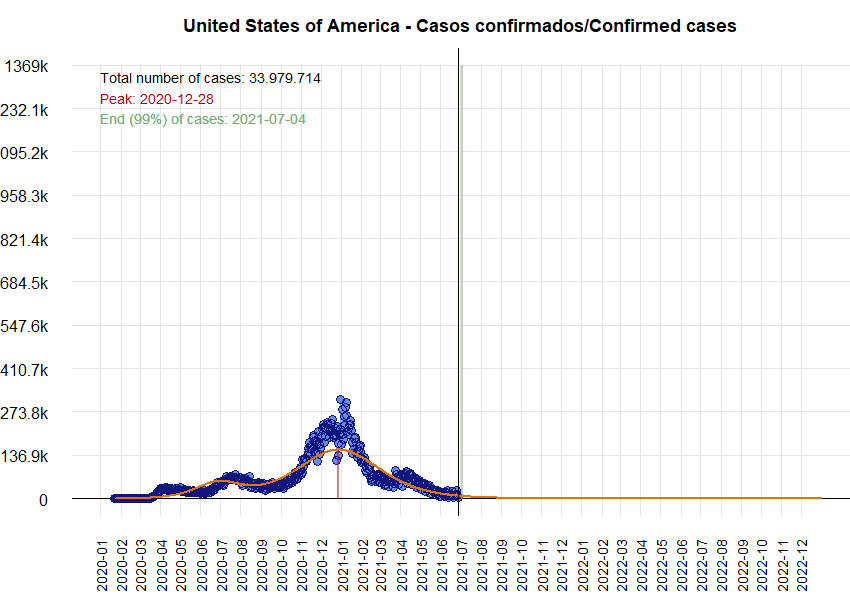 United States of America - Casos confirmados/Confirmed cases
1369k
Total number of cases: 33.979.714
Peak: 2020-12-28
End (99%) of cases: 2021-07-04
232.1k
095.2k
958.3k
821.4k
684.5k
547.6k
410.7k
273.8k
136.9k
0
2020-01
2020-02
2020-03
2020-04
2020-05
2020-06
2020-07
2020-08
2020-09
2020-10
2020-11
2020-12
2021-01
2021-02
2021-03
2021-04
2021-05
2021-06
2021-07
2021-08
2021-09
2021-10
2021-11
2021-12
2022-01
2022-02
2022-03
2022-04
2022-05
2022-06
2022-07
2022-08
2022-09
2022-10
2022-11
2022-12